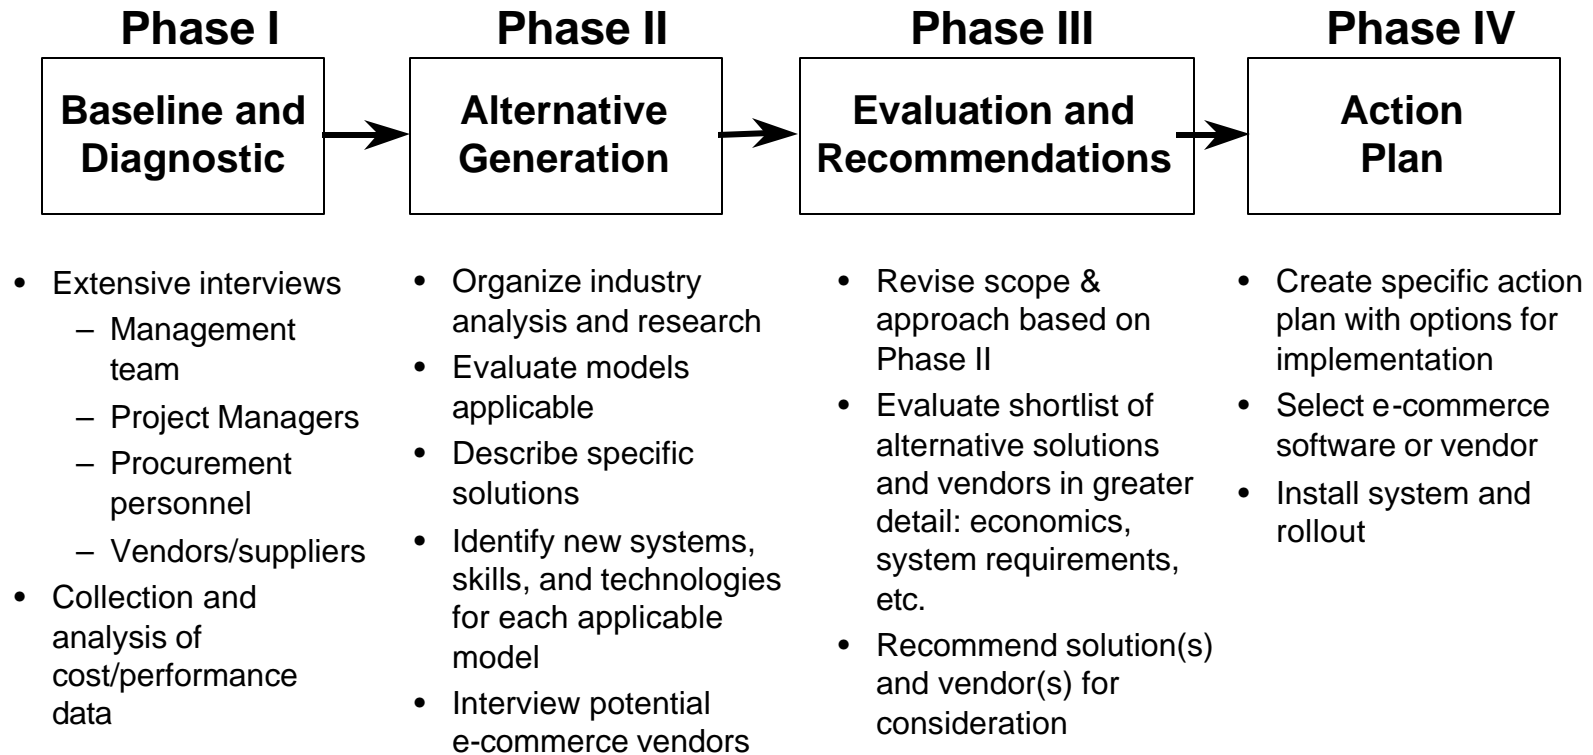 Phase I
Baseline and
Diagnostic
• Extensive interviews
– Management
team
– Project Managers
– Procurement
personnel
– Vendors/suppliers
• Collection and
analysis of
cost/performance
data
Phase II
Alternative
Generation
• Organize industry
analysis and research
• Evaluate models
applicable
• Describe specific
solutions
• Identify new systems,
skills, and technologies
for each applicable
model
• Interview potential
e-commerce vendors
Phase III
Evaluation and
Recommendations
• Revise scope &
approach based on
Phase II
• Evaluate shortlist of
alternative solutions
and vendors in greater
detail: economics,
system requirements,
etc.
• Recommend solution(s)
and vendor(s) for
consideration
Phase IV
Action
Plan
• Create specific action
plan with options for
implementation
• Select e-commerce
software or vendor
• Install system and
rollout